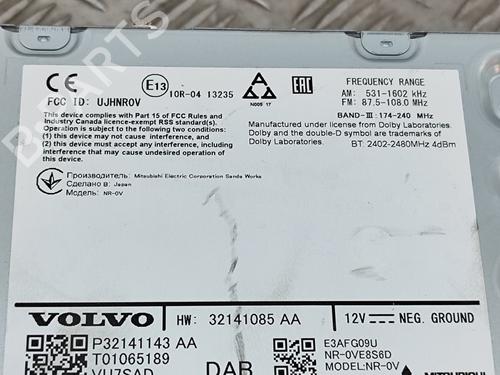 CE
E13
10R-04 13235
N005 17
EAC
FREQUENCY RANGE
AM: 531-1602 kHz
FM: 87.5-108.0 MHz
BAND-III: 174-240 MHz
FCC ID: UJHNROV
This device complies with Part 15 of FCC Rules and
Industry Canada licence-exempt RSS standard(s).
Operation is subject to the following two conditions:
(1) this device may not cause interference, and
(2) this device must accept any interference,
including interference that may cause
undesired operation of this device.
Manufactured under license from Dolby Laboratories.
Dolby and the double-D symbol are trademarks of
Dolby Laboratories.
BT: 2402-2480MHz 4dBm
Производитель: Mitsubishi Electric Corporation Sanda Works
Сделано в: Japan
Модель: NR-0V
VOLVO
HW: 32141085 AA
12V NEG. GROUND
P32141143 AA
T01065189
VU7SAD
DAB
E3AFG09U
NR-0VE8S6D
MODEL:NR-0V
MITSUBISHI
B-PARTS